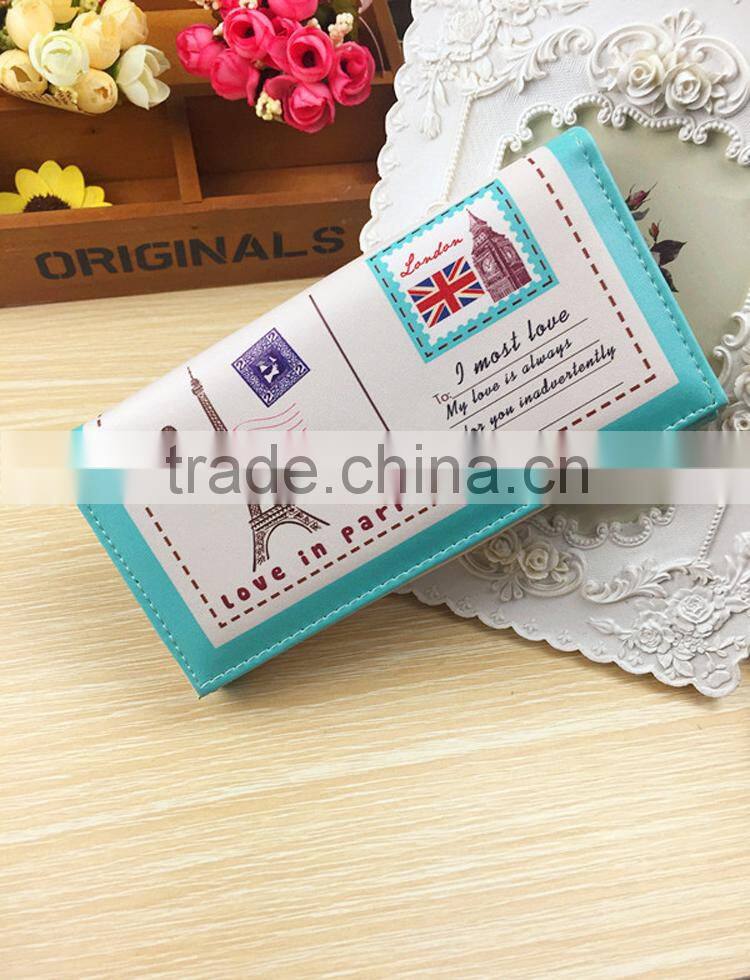 ORIGINALS
London
I most love
To:
My love is always
for you inadvertently
trade.china.cn
Love in Pari